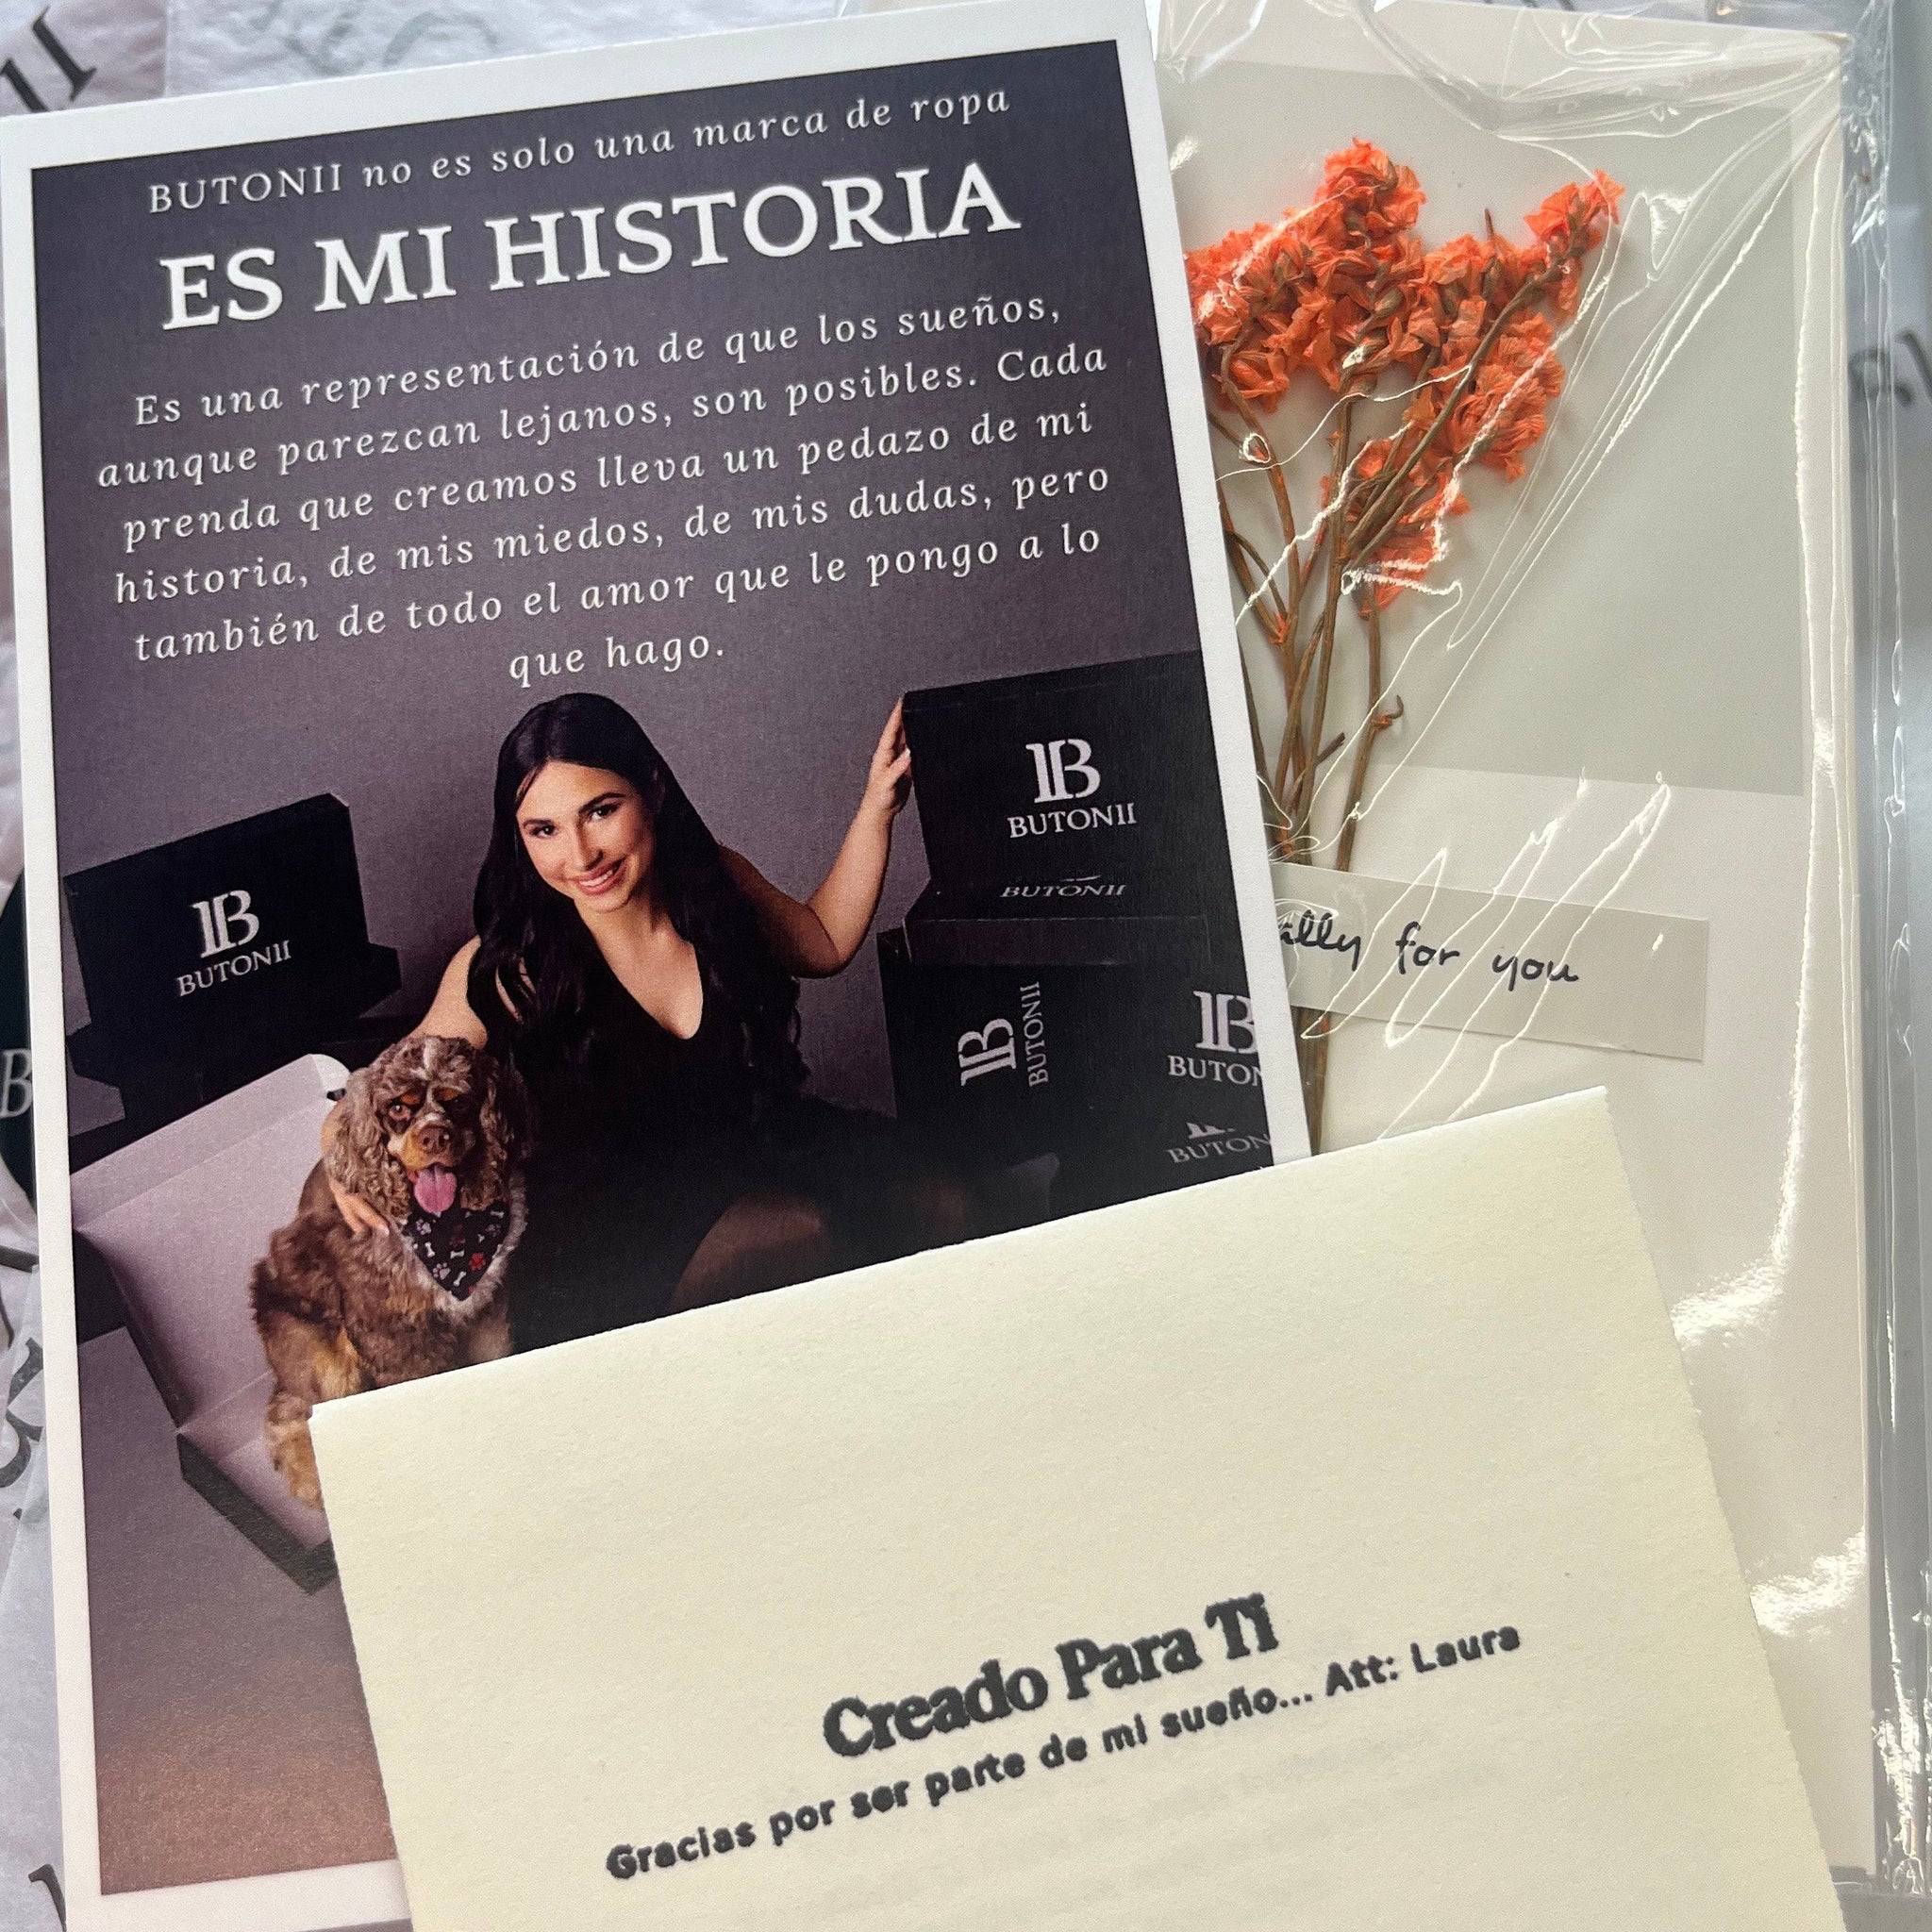 BUTONII no es solo una marca de ropa
ES MI HISTORIA
Es una representación de que los sueños,
aunque parezcan lejanos, son posibles. Cada
prenda que creamos lleva un pedazo de mi
historia, de mis miedos, de mis dudas, pero
también de todo el amor que le pongo a lo
que hago.
B
BUTONII
BUTONII
B
BUTONII
B
BUTONII
B
BUTON
BUTON
for you
Creado Para Ti
Gracias por ser parte de mi sueño... Att: Laura